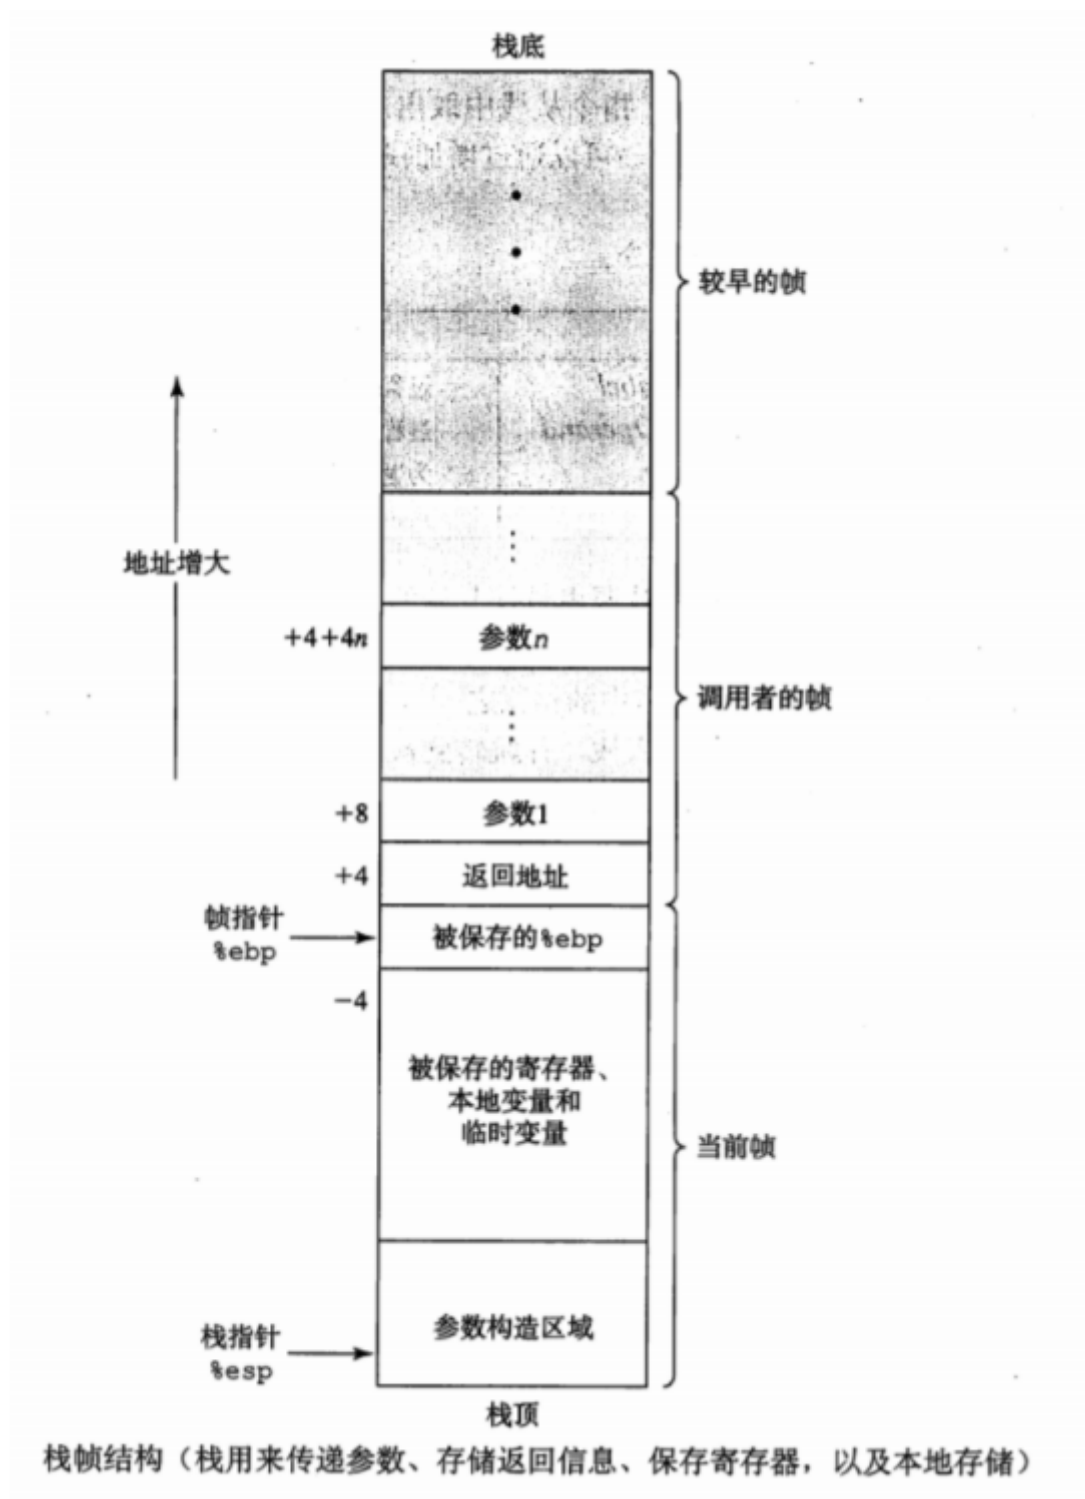 栈底
较早的帧
地址增大
+4+4n
参数n
调用者的帧
+8
参数1
+4
返回地址
帧指针
%ebp
被保存的%ebp
-4
被保存的寄存器、
本地变量和
临时变量
当前帧
参数构造区域
栈指针
%esp
栈顶
栈帧结构（栈用来传递参数、存储返回信息、保存寄存器，以及本地存储）